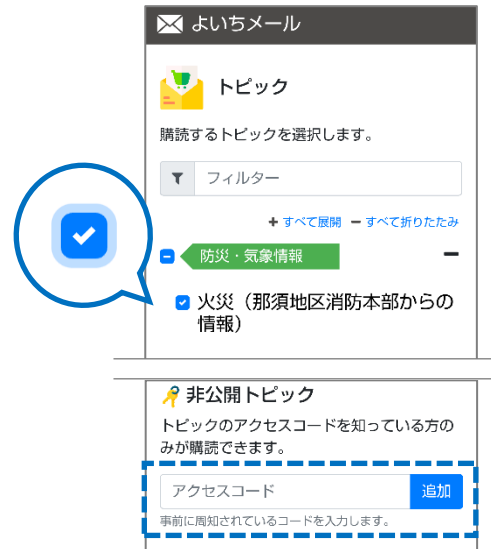 よいちメール
トピック
購読するトピックを選択します。
フィルター
すべて展開 すべて折りたたみ
防災・気象情報
火災（那須地区消防本部からの
情報）
非公開トピック
トピックのアクセスコードを知っている方の
みが購読できます。
アクセスコード 追加
事前に周知されているコードを入力します。